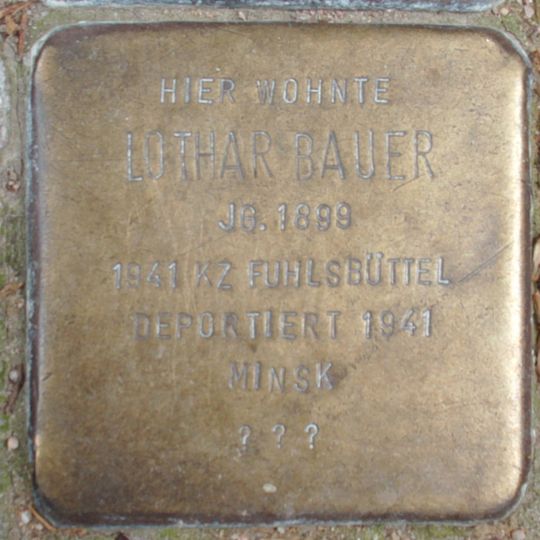 HIER WOHNTE
LOTHAR BAUER
JG. 1899
1941 KZ FUHLSBÜTTEL
DEPORTIERT 1941
MINSK
? ? ?